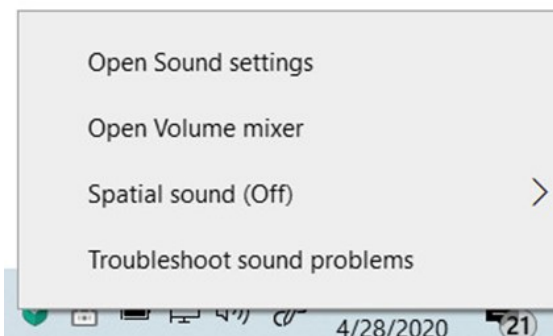 Open Sound settings
Open Volume mixer
Spatial sound (Off)
Troubleshoot sound problems
4/28/2020
21